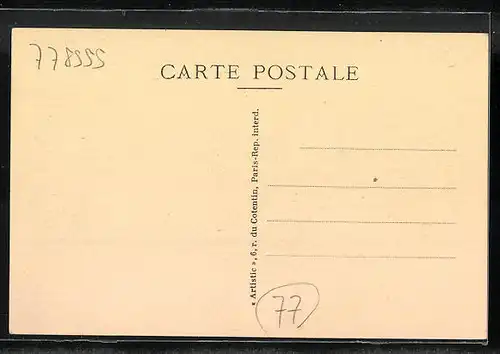 778555
CARTE POSTALE
« Artistic », 6, r. du Cotentin, Paris-Rep. interd.
77